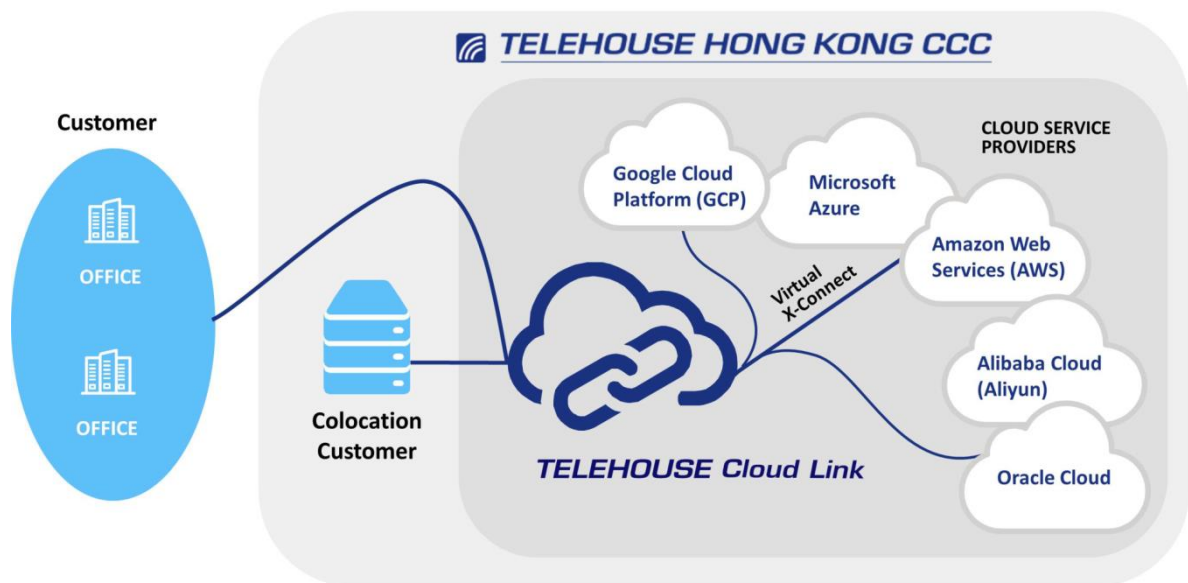 TELEHOUSE HONG KONG CCC
Customer
OFFICE
OFFICE
Colocation
Customer
TELEHOUSE Cloud Link
Virtual
X-Connect
CLOUD SERVICE
PROVIDERS
Google Cloud
Platform (GCP)
Microsoft
Azure
Amazon Web
Services (AWS)
Alibaba Cloud
(Aliyun)
Oracle Cloud